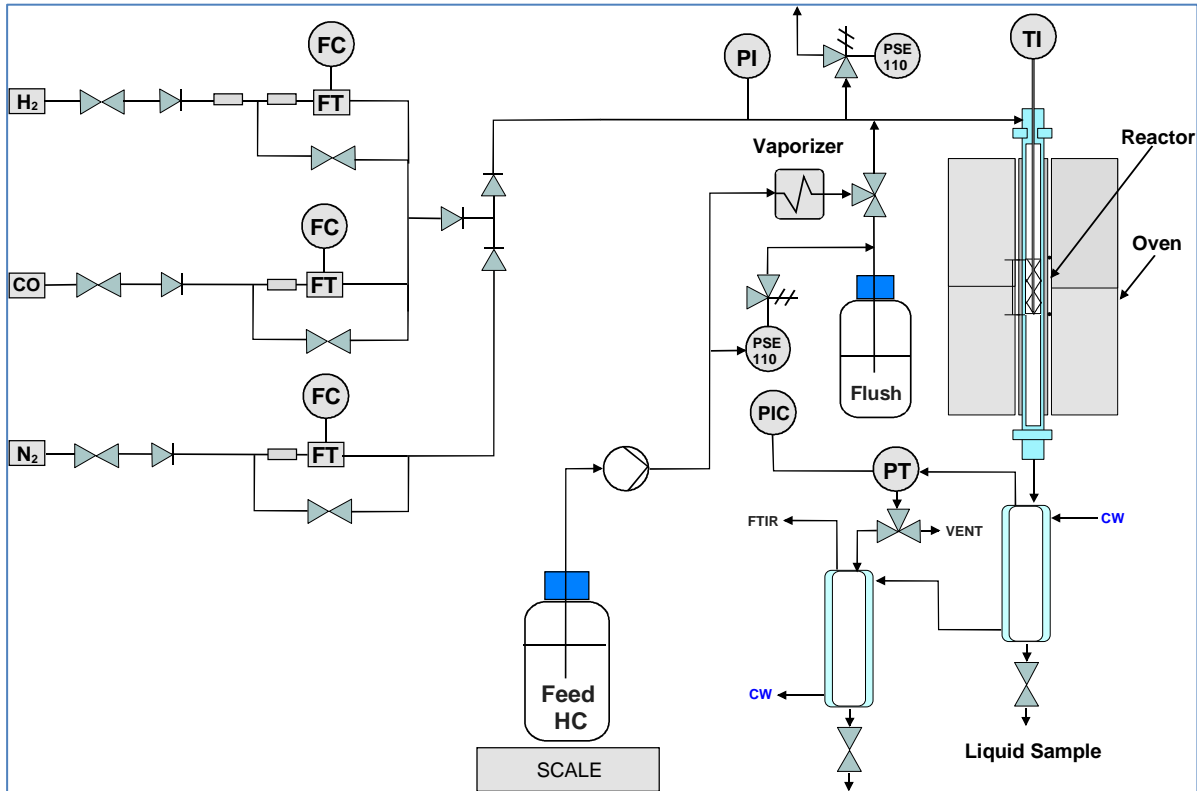 FC
PI
PSE
110
TI
H₂
FT
Reactor
Vaporizer
FC
Oven
CO
FT
PSE
110
FC
Flush
PIC
N₂
FT
PT
FTIR
VENT
CW
Feed
HC
CW
Liquid Sample
SCALE